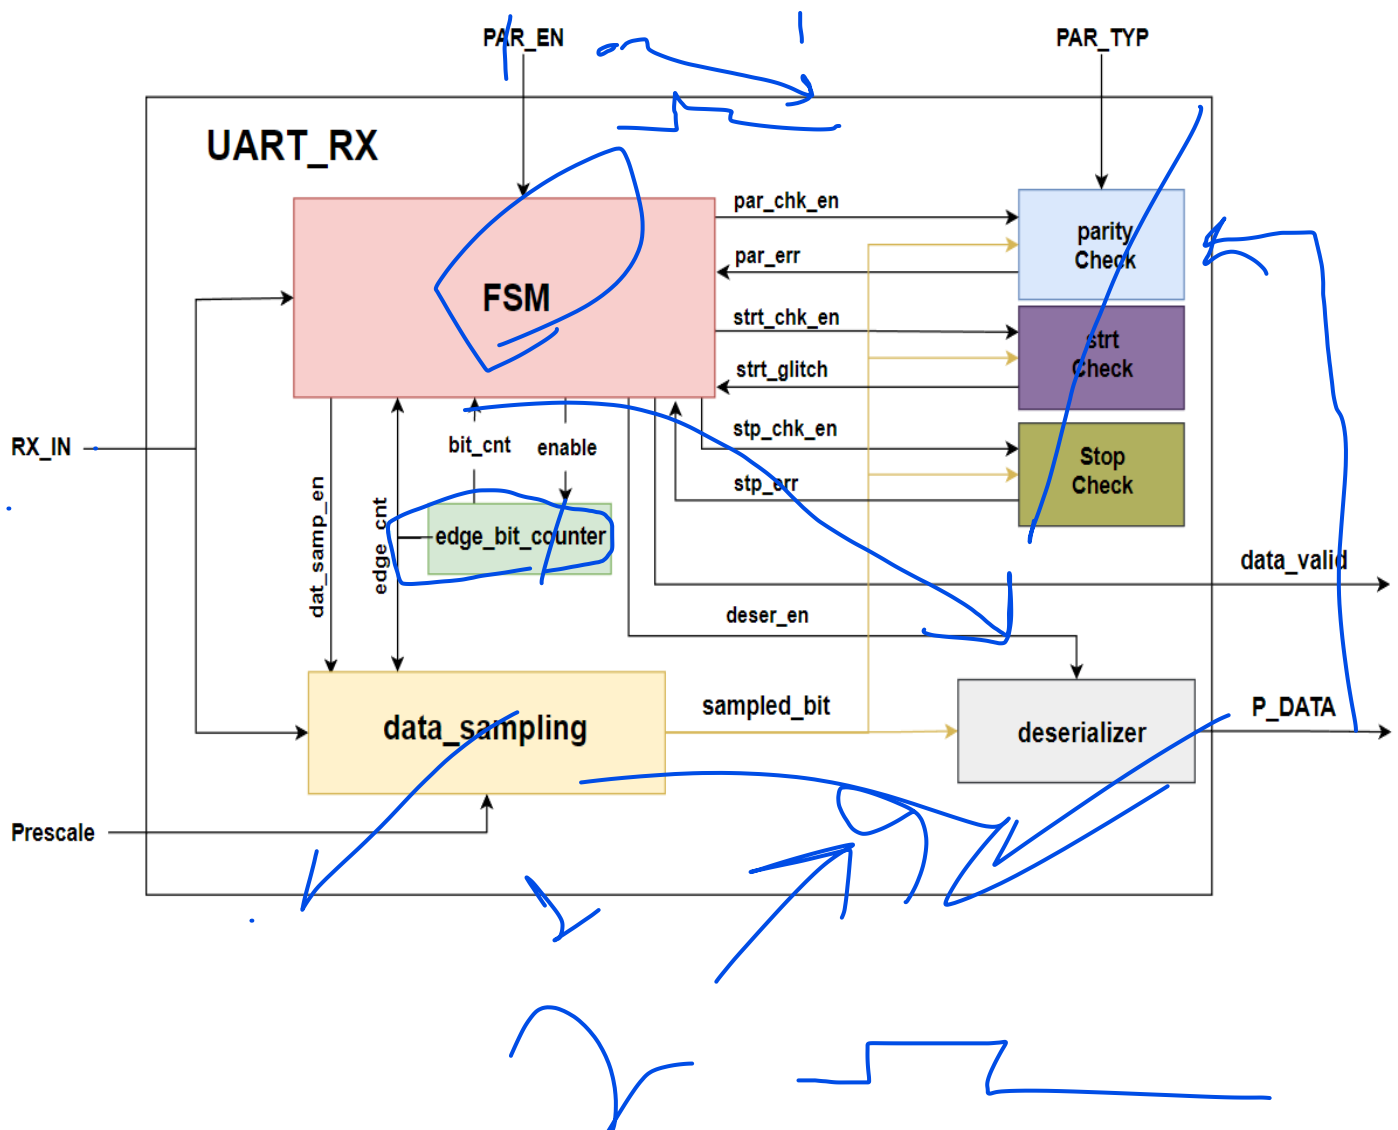 PAR_EN
PAR_TYP
UART_RX
par_chk_en
parity
Check
par_err
FSM
strt_chk_en
strt
Check
strt_glitch
RX_IN
bit_cnt
enable
stp_chk_en
Stop
Check
stp_err
dat_samp_en
edge_cnt
edge_bit_counter
data_valid
deser_en
sampled_bit
P_DATA
data_sampling
deserializer
Prescale